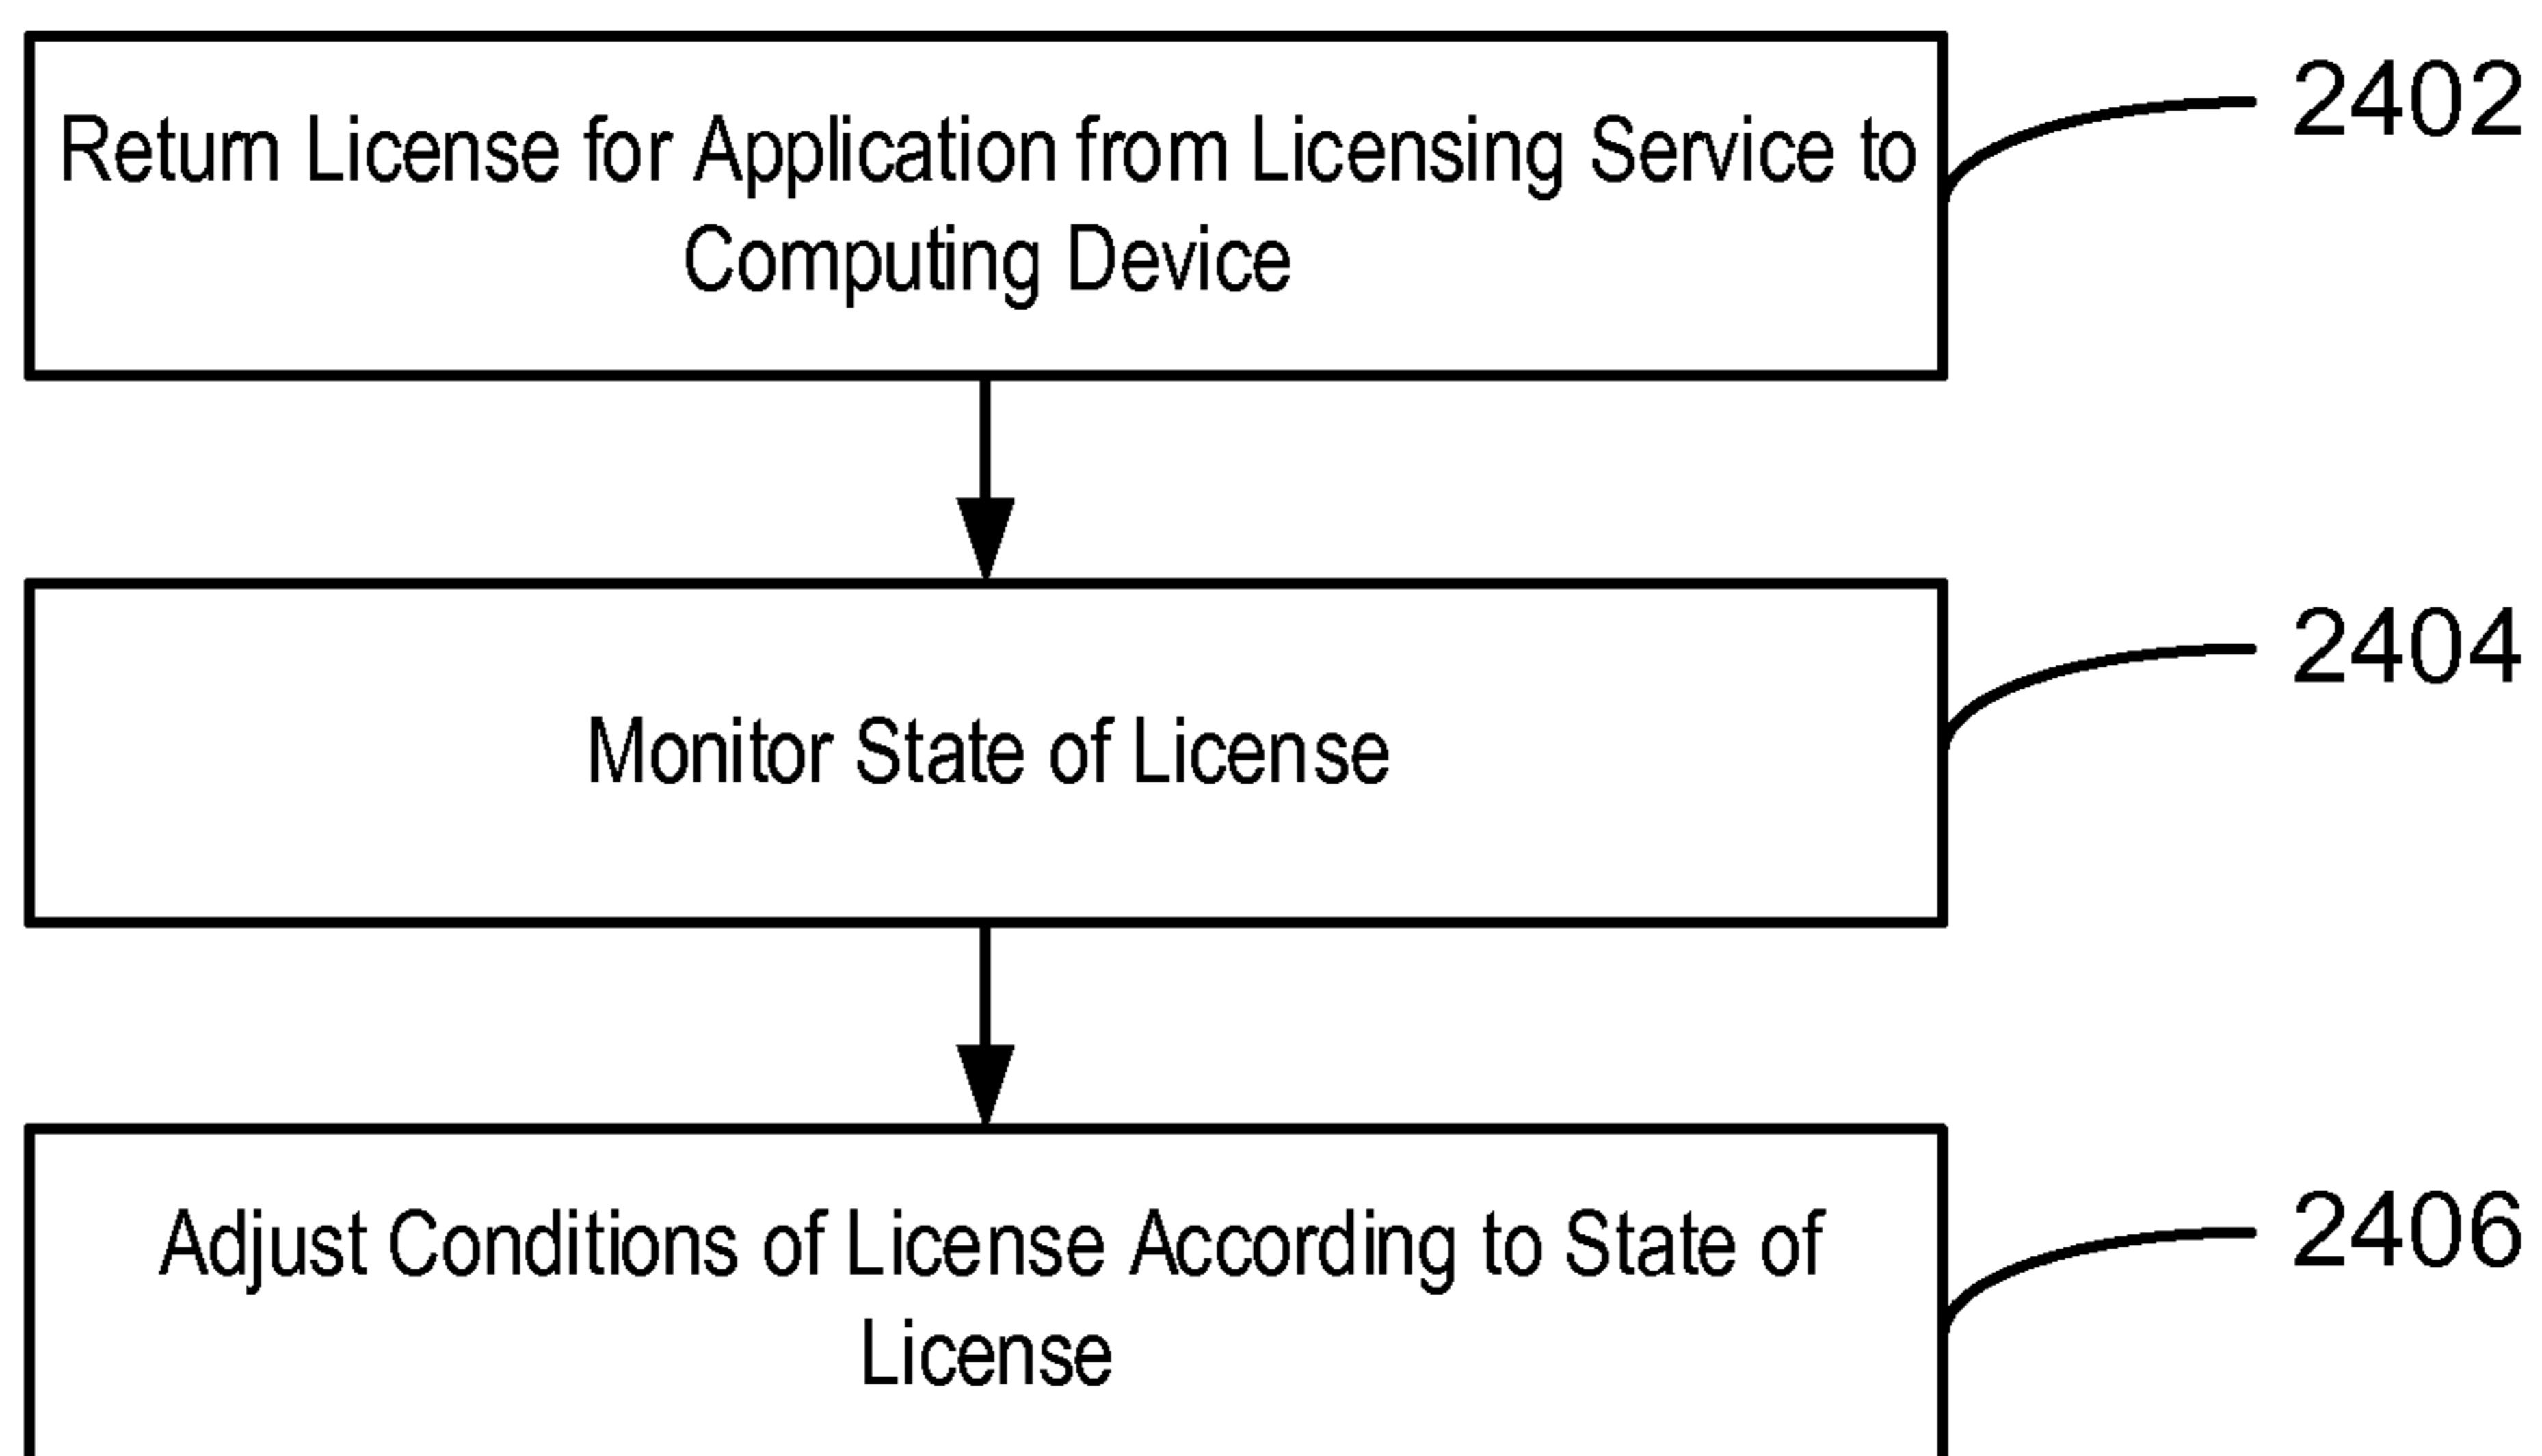 Return License for Application from Licensing Service to
Computing Device
2402
Monitor State of License
2404
Adjust Conditions of License According to State of
License
2406